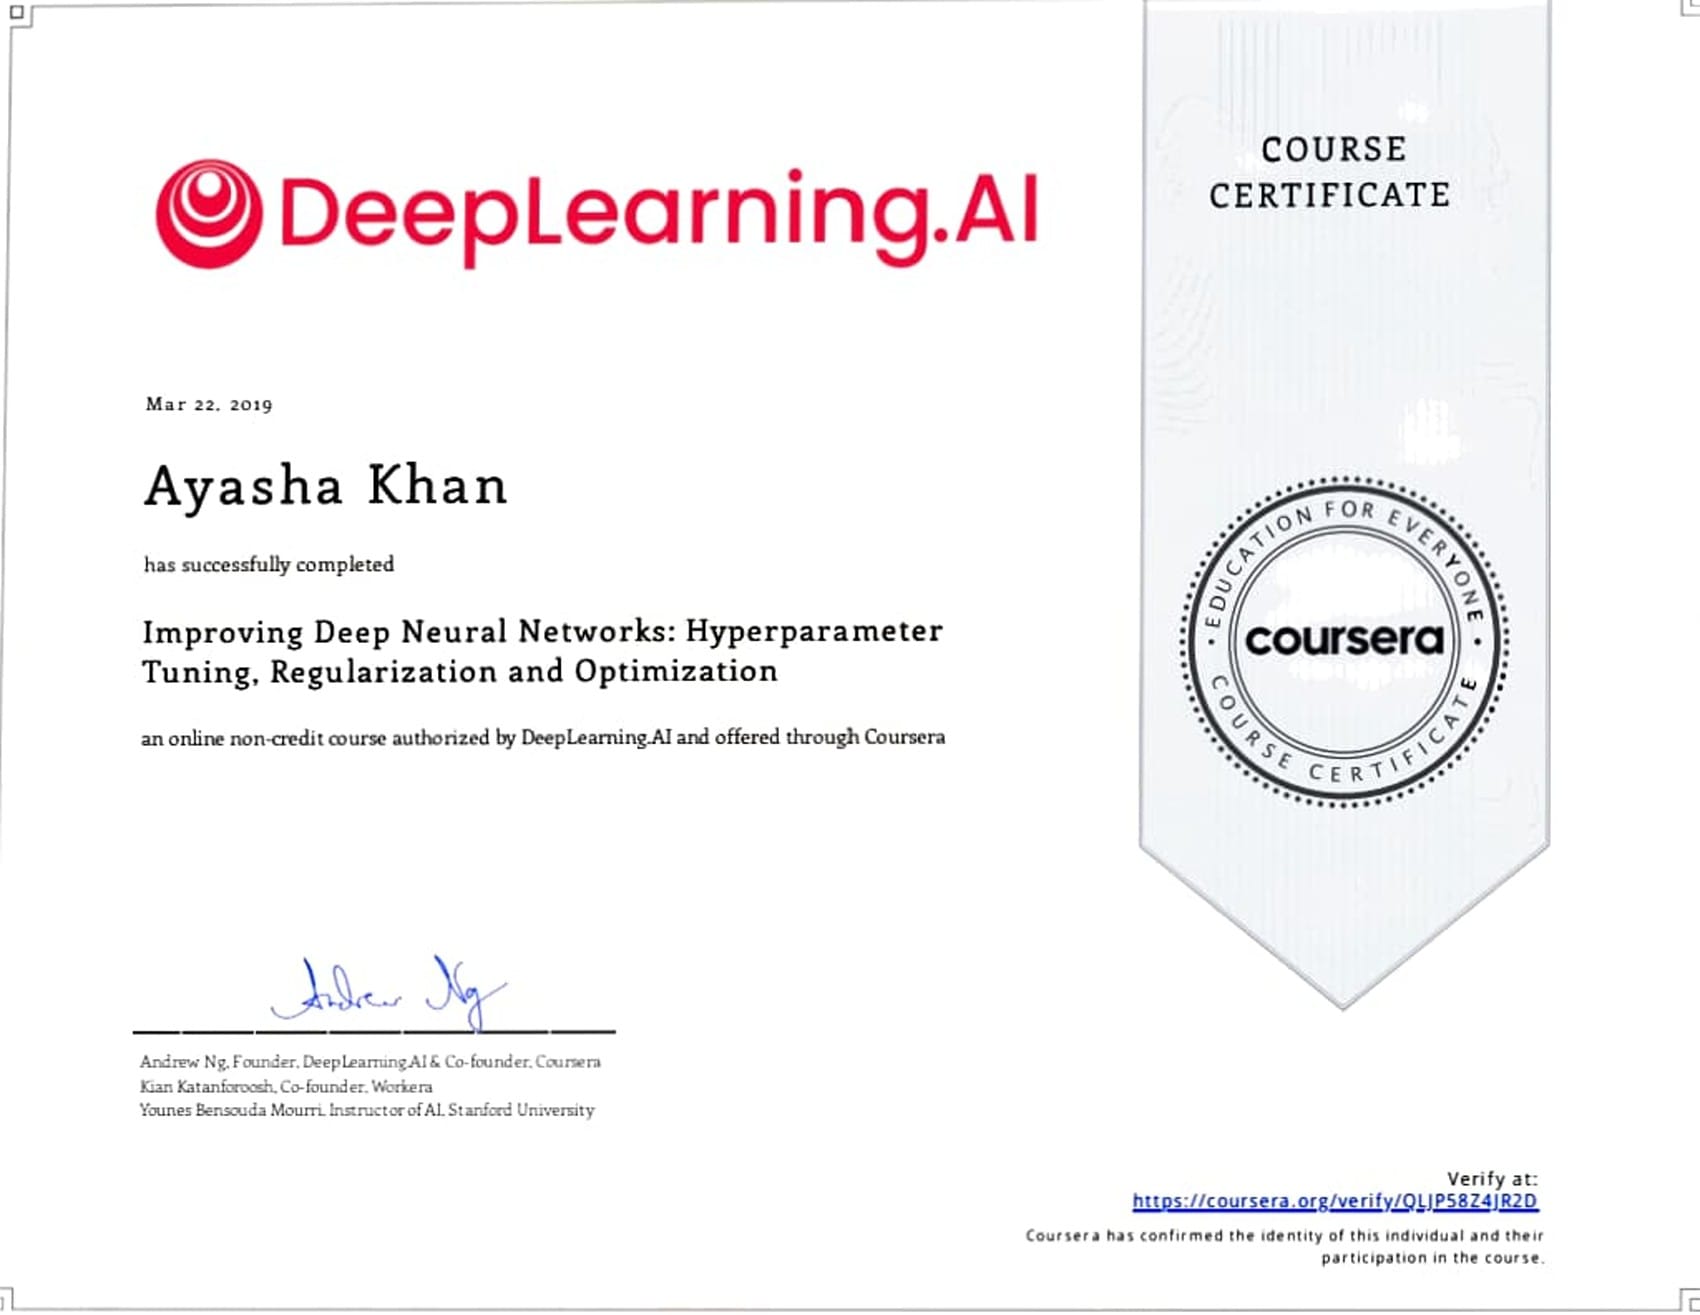 DeepLearning.AI
COURSE
CERTIFICATE
Mar 22, 2019
Ayasha Khan
has successfully completed
Improving Deep Neural Networks: Hyperparameter
Tuning, Regularization and Optimization
an online non-credit course authorized by DeepLearning.AI and offered through Coursera
EDUCATION FOR EVERYONE
coursera
COURSE CERTIFICATE
Andrew Ng
Andrew Ng, Founder, DeepLearning.AI & Co-founder, Coursera
Kian Katanforoosh, Co-founder, Workera
Younes Bensouda Mourri, Instructor of AI, Stanford University
Verify at:
https://coursera.org/verify/QLJP58Z4JR2D
Coursera has confirmed the identity of this individual and their
participation in the course.